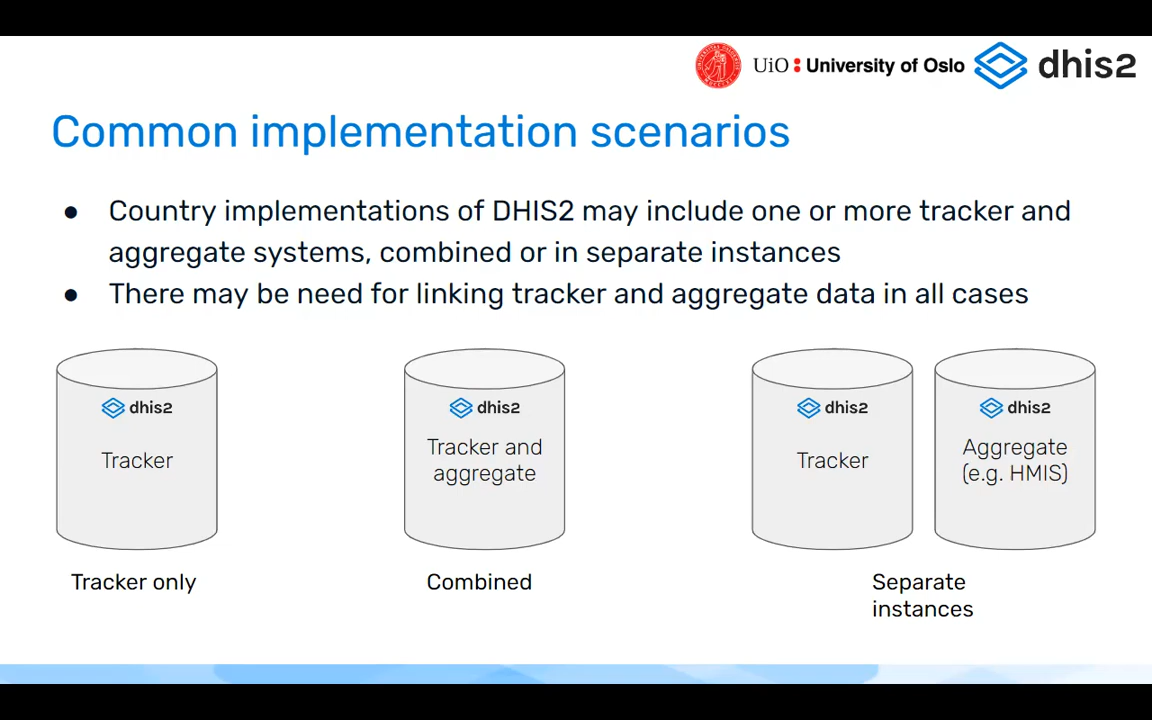 UiO : University of Oslo dhis2
Common implementation scenarios
● Country implementations of DHIS2 may include one or more tracker and
aggregate systems, combined or in separate instances
● There may be need for linking tracker and aggregate data in all cases
dhis2
Tracker
Tracker only
dhis2
Tracker and
aggregate
Combined
dhis2
Tracker
dhis2
Aggregate
(e.g. HMIS)
Separate
instances